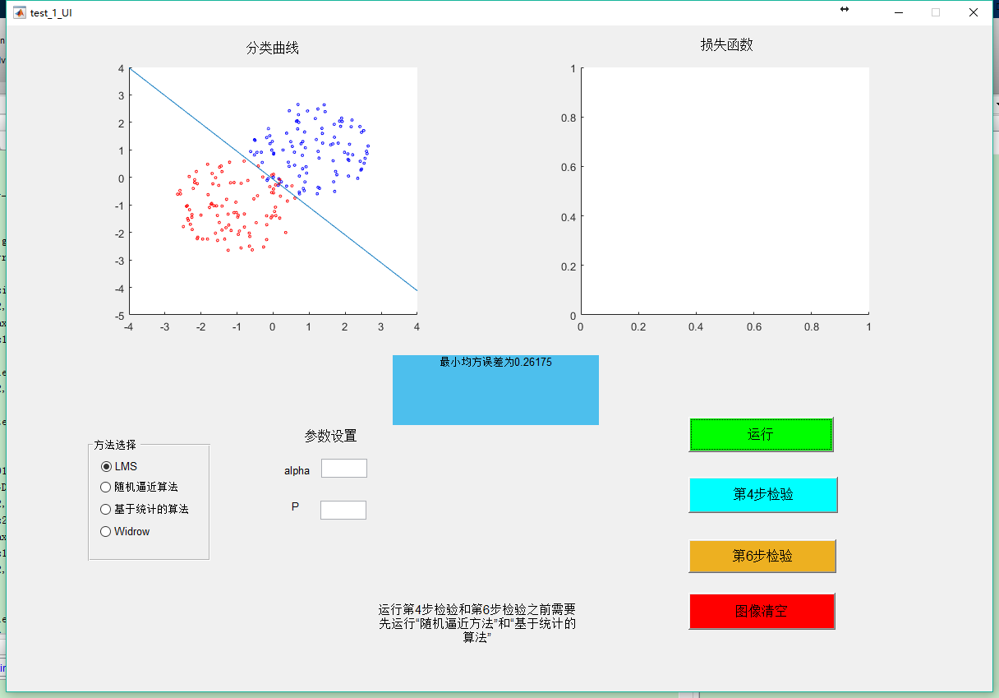 test_1_UI
分类曲线
4
3
2
1
0
-1
-2
-3
-4
-5
-4 -3 -2 -1 0 1 2 3 4
损失函数
1
0.8
0.6
0.4
0.2
0
0 0.2 0.4 0.6 0.8 1
最小均方误差为0.26175
方法选择
LMS
随机逼近算法
基于统计的算法
Widrow
参数设置
alpha
P
运行
第4步检验
第6步检验
图像清空
运行第4步检验和第6步检验之前需要
先运行“随机逼近方法”和“基于统计的
算法”